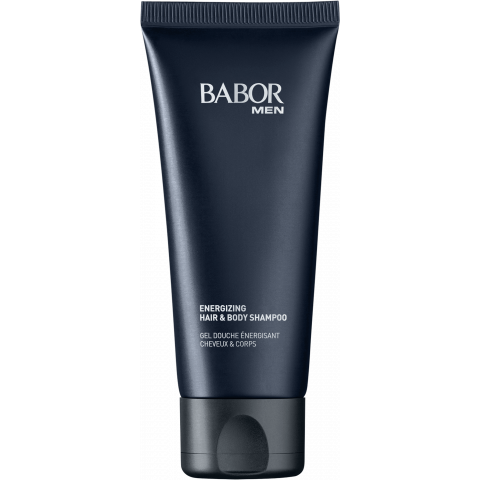 BABOR
MEN
ENERGIZING
HAIR & BODY SHAMPOO
GEL DOUCHE ÉNERGISANT
CHEVEUX & CORPS